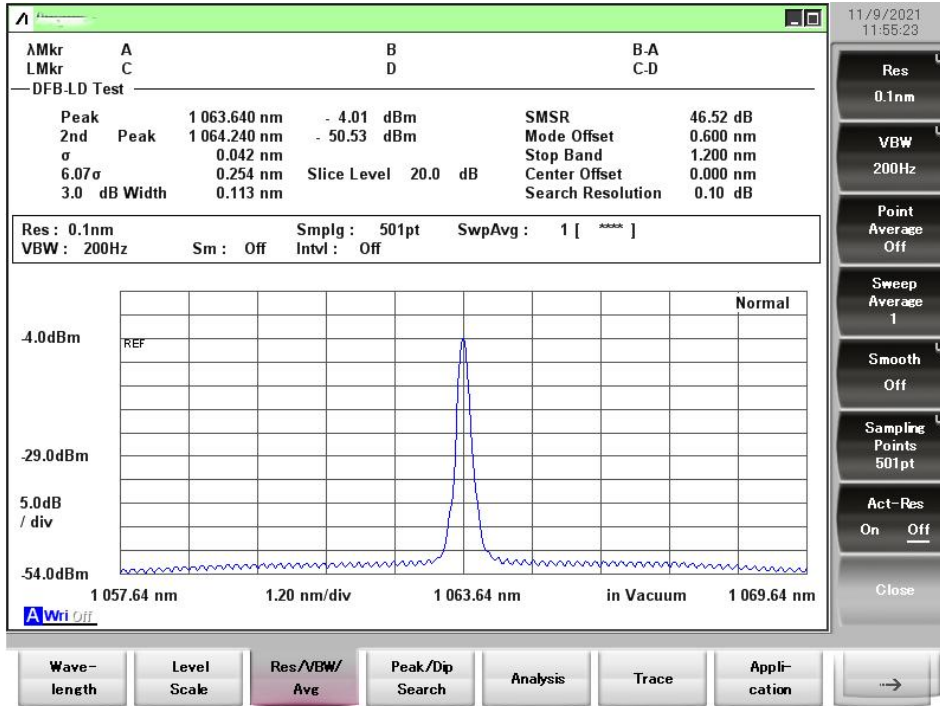 11/9/2021
11:55:23
λMkr A B B-A
LMkr C D C-D
DFB-LD Test
Peak 1 063.640 nm - 4.01 dBm SMSR 46.52 dB
2nd Peak 1 064.240 nm - 50.53 dBm Mode Offset 0.600 nm
σ 0.042 nm Stop Band 1.200 nm
6.07σ 0.254 nm Slice Level 20.0 dB Center Offset 0.000 nm
3.0 dB Width 0.113 nm Search Resolution 0.10 dB
Res : 0.1nm Smplg : 501pt SwpAvg : 1 [ **** ]
VBW : 200Hz Sm : Off Intvl : Off
Normal
-4.0dBm
REF
-29.0dBm
5.0dB
/ div
-54.0dBm
1 057.64 nm 1.20 nm/div 1 063.64 nm in Vacuum 1 069.64 nm
A Wri Off
Res
0.1nm
VBW
200Hz
Point
Average
Off
Sweep
Average
1
Smooth
Off
Sampling
Points
501pt
Act-Res
On Off
Close
Wave-
length
Level
Scale
Res/VBW/
Avg
Peak/Dip
Search
Analysis
Trace
Appli-
cation